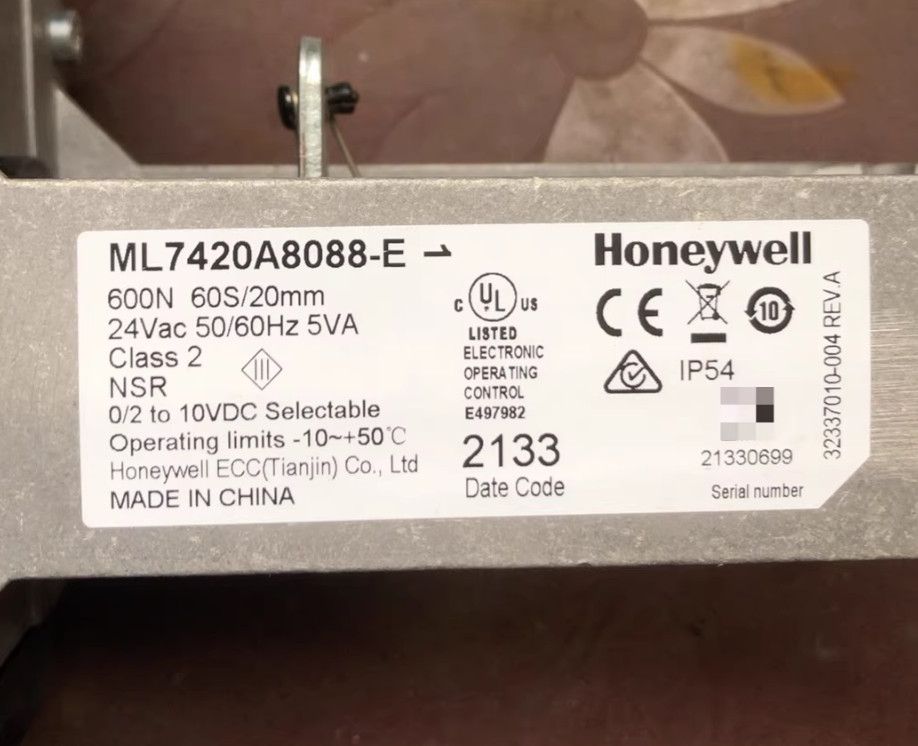 ML7420A8088-E
600N 60S/20mm
24Vac 50/60Hz 5VA
Class 2
NSR
0/2 to 10VDC Selectable
Operating limits -10~+50℃
Honeywell ECC(Tianjin) Co., Ltd
MADE IN CHINA
C UL US
LISTED
ELECTRONIC
OPERATING
CONTROL
E497982
2133
Date Code
Honeywell
CE
10
IP54
21330699
Serial number
32337010-004 REV.A